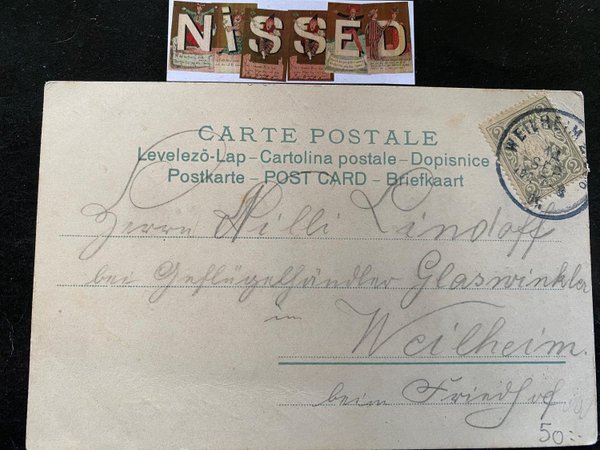 NiSSED
CARTE POSTALE
Levelező-Lap – Cartolina postale – Dopisnice
Postkarte – POST CARD – Briefkaart
WEILHEIM
Herrn Willi Lindoff
bei Geflügelhändler Glaswinkler
in
Weilheim.
beim Friedhof
50:-